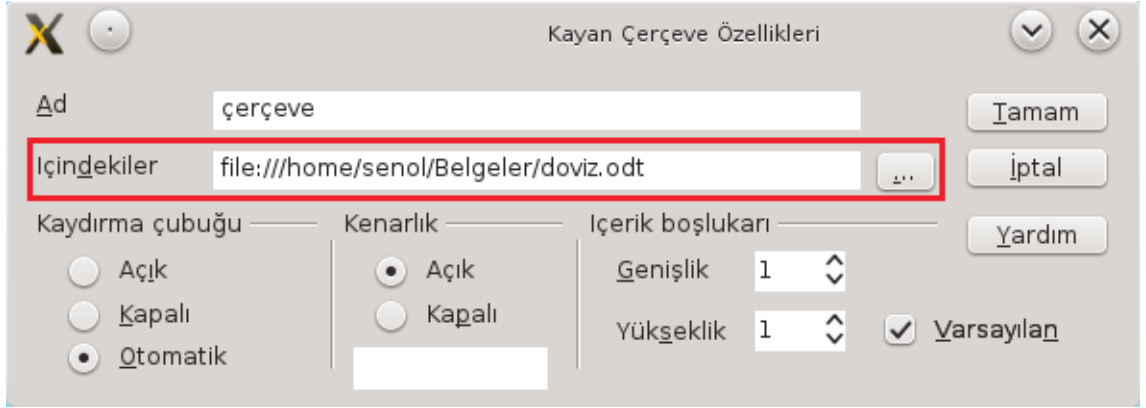 Kayan Çerçeve Özellikleri
Ad çerçeve Tamam
Içindekiler file:///home/senol/Belgeler/doviz.odt ... İptal
Kaydırma çubuğu Kenarlık Içerik boşlukarı Yardım
Açık Açık Genişlik 1
Kapalı Kapalı Yükseklik 1 Varsayılan
Otomatik